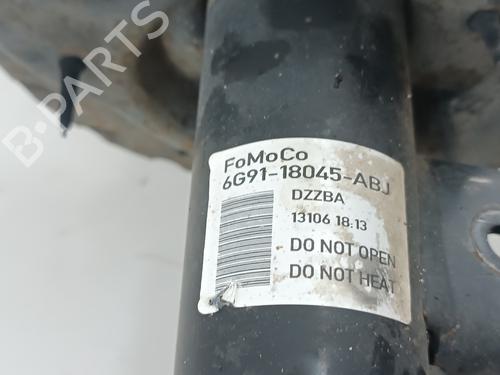 B-PARTS
FoMoCo
6G91-18045-ABJ
DZZBA
13106 18:13
DO NOT OPEN
DO NOT HEAT